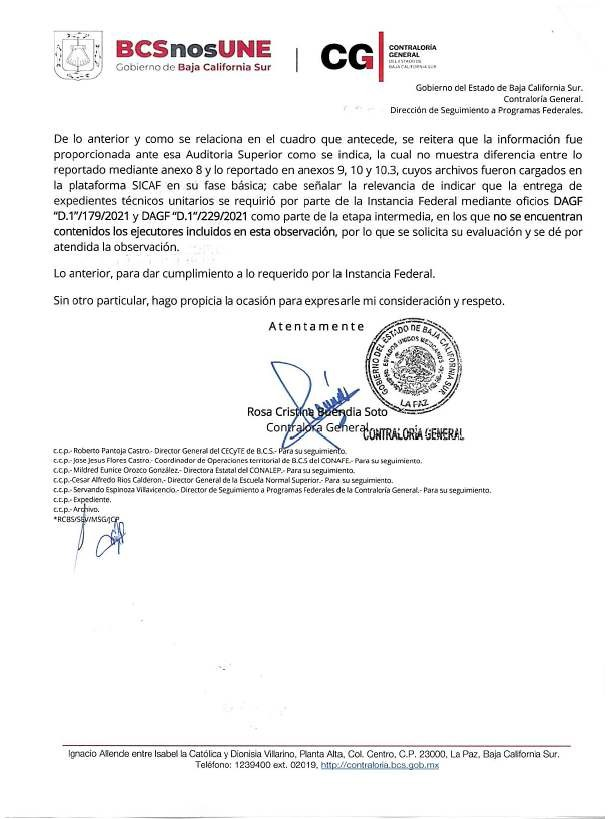 BCSnosUNE
Gobierno de Baja California Sur
CG
CONTRALORÍA
GENERAL
DEL ESTADO DE
BAJA CALIFORNIA SUR
Gobierno del Estado de Baja California Sur.
Contraloría General.
Dirección de Seguimiento a Programas Federales.
De lo anterior y como se relaciona en el cuadro que antecede, se reitera que la información fue
proporcionada ante esa Auditoria Superior como se indica, la cual no muestra diferencia entre lo
reportado mediante anexo 8 y lo reportado en anexos 9, 10 y 10.3, cuyos archivos fueron cargados en
la plataforma SICAF en su fase básica; cabe señalar la relevancia de indicar que la entrega de
expedientes técnicos unitarios se requirió por parte de la Instancia Federal mediante oficios DAGF
"D.1"/179/2021 y DAGF "D.1"/229/2021 como parte de la etapa intermedia, en los que no se encuentran
contenidos los ejecutores incluidos en esta observación, por lo que se solicita su evaluación y se dé por
atendida la observación.
Lo anterior, para dar cumplimiento a lo requerido por la Instancia Federal.
Sin otro particular, hago propicia la ocasión para expresarle mi consideración y respeto.
Atentamente
GOBIERNO DEL ESTADO DE BAJA CALIFORNIA SUR
ESTADOS UNIDOS MEXICANOS
LA PAZ
Rosa Cristina Buendia Soto
Contralora General
CONTRALORÍA GENERAL
c.c.p.- Roberto Pantoja Castro.- Director General del CECyTE de B.C.S.- Para su seguimiento.
c.c.p.- Jose Jesus Flores Castro.- Coordinador de Operaciones territorial de B.C.S del CONAFE.- Para su seguimiento.
c.c.p.- Mildred Eunice Orozco González.- Directora Estatal del CONALEP.- Para su seguimiento.
c.c.p.-Cesar Alfredo Rios Calderon.- Director General de la Escuela Normal Superior.- Para su seguimiento.
c.c.p.- Servando Espinoza Villavicencio.- Director de Seguimiento a Programas Federales de la Contraloría General.- Para su seguimiento.
c.c.p.- Expediente.
c.c.p.- Archivo.
*RCBS/SEV/MSG/JCP
Ignacio Allende entre Isabel la Católica y Dionisia Villarino, Planta Alta, Col. Centro, C.P. 23000, La Paz, Baja California Sur.
Teléfono: 1239400 ext. 02019, http://contraloria.bcs.gob.mx